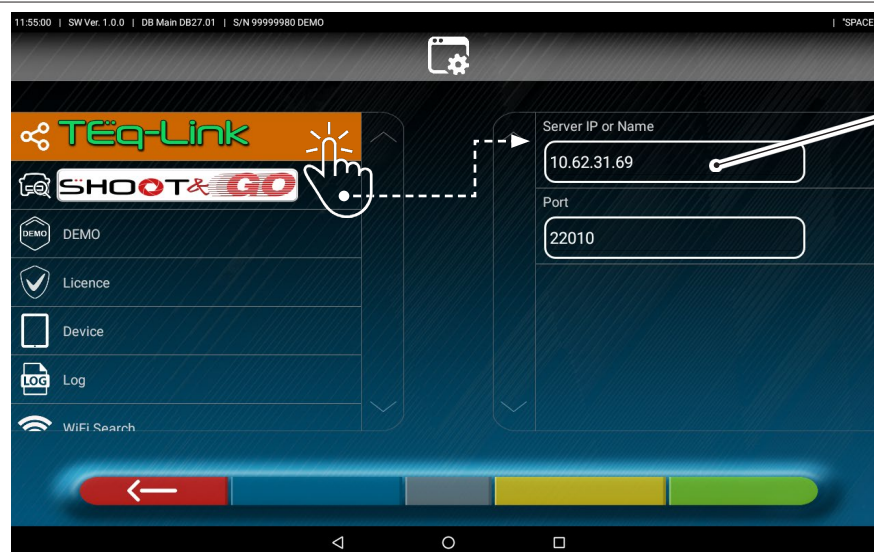 11:55:00 | SW Ver. 1.0.0 | DB Main DB27.01 | S/N 99999980 DEMO | "SPACE
TEq-Link
SHOOT& GO
DEMO
DEMO
Licence
Device
LOG
Log
WiFi Search
Server IP or Name
10.62.31.69
Port
22010